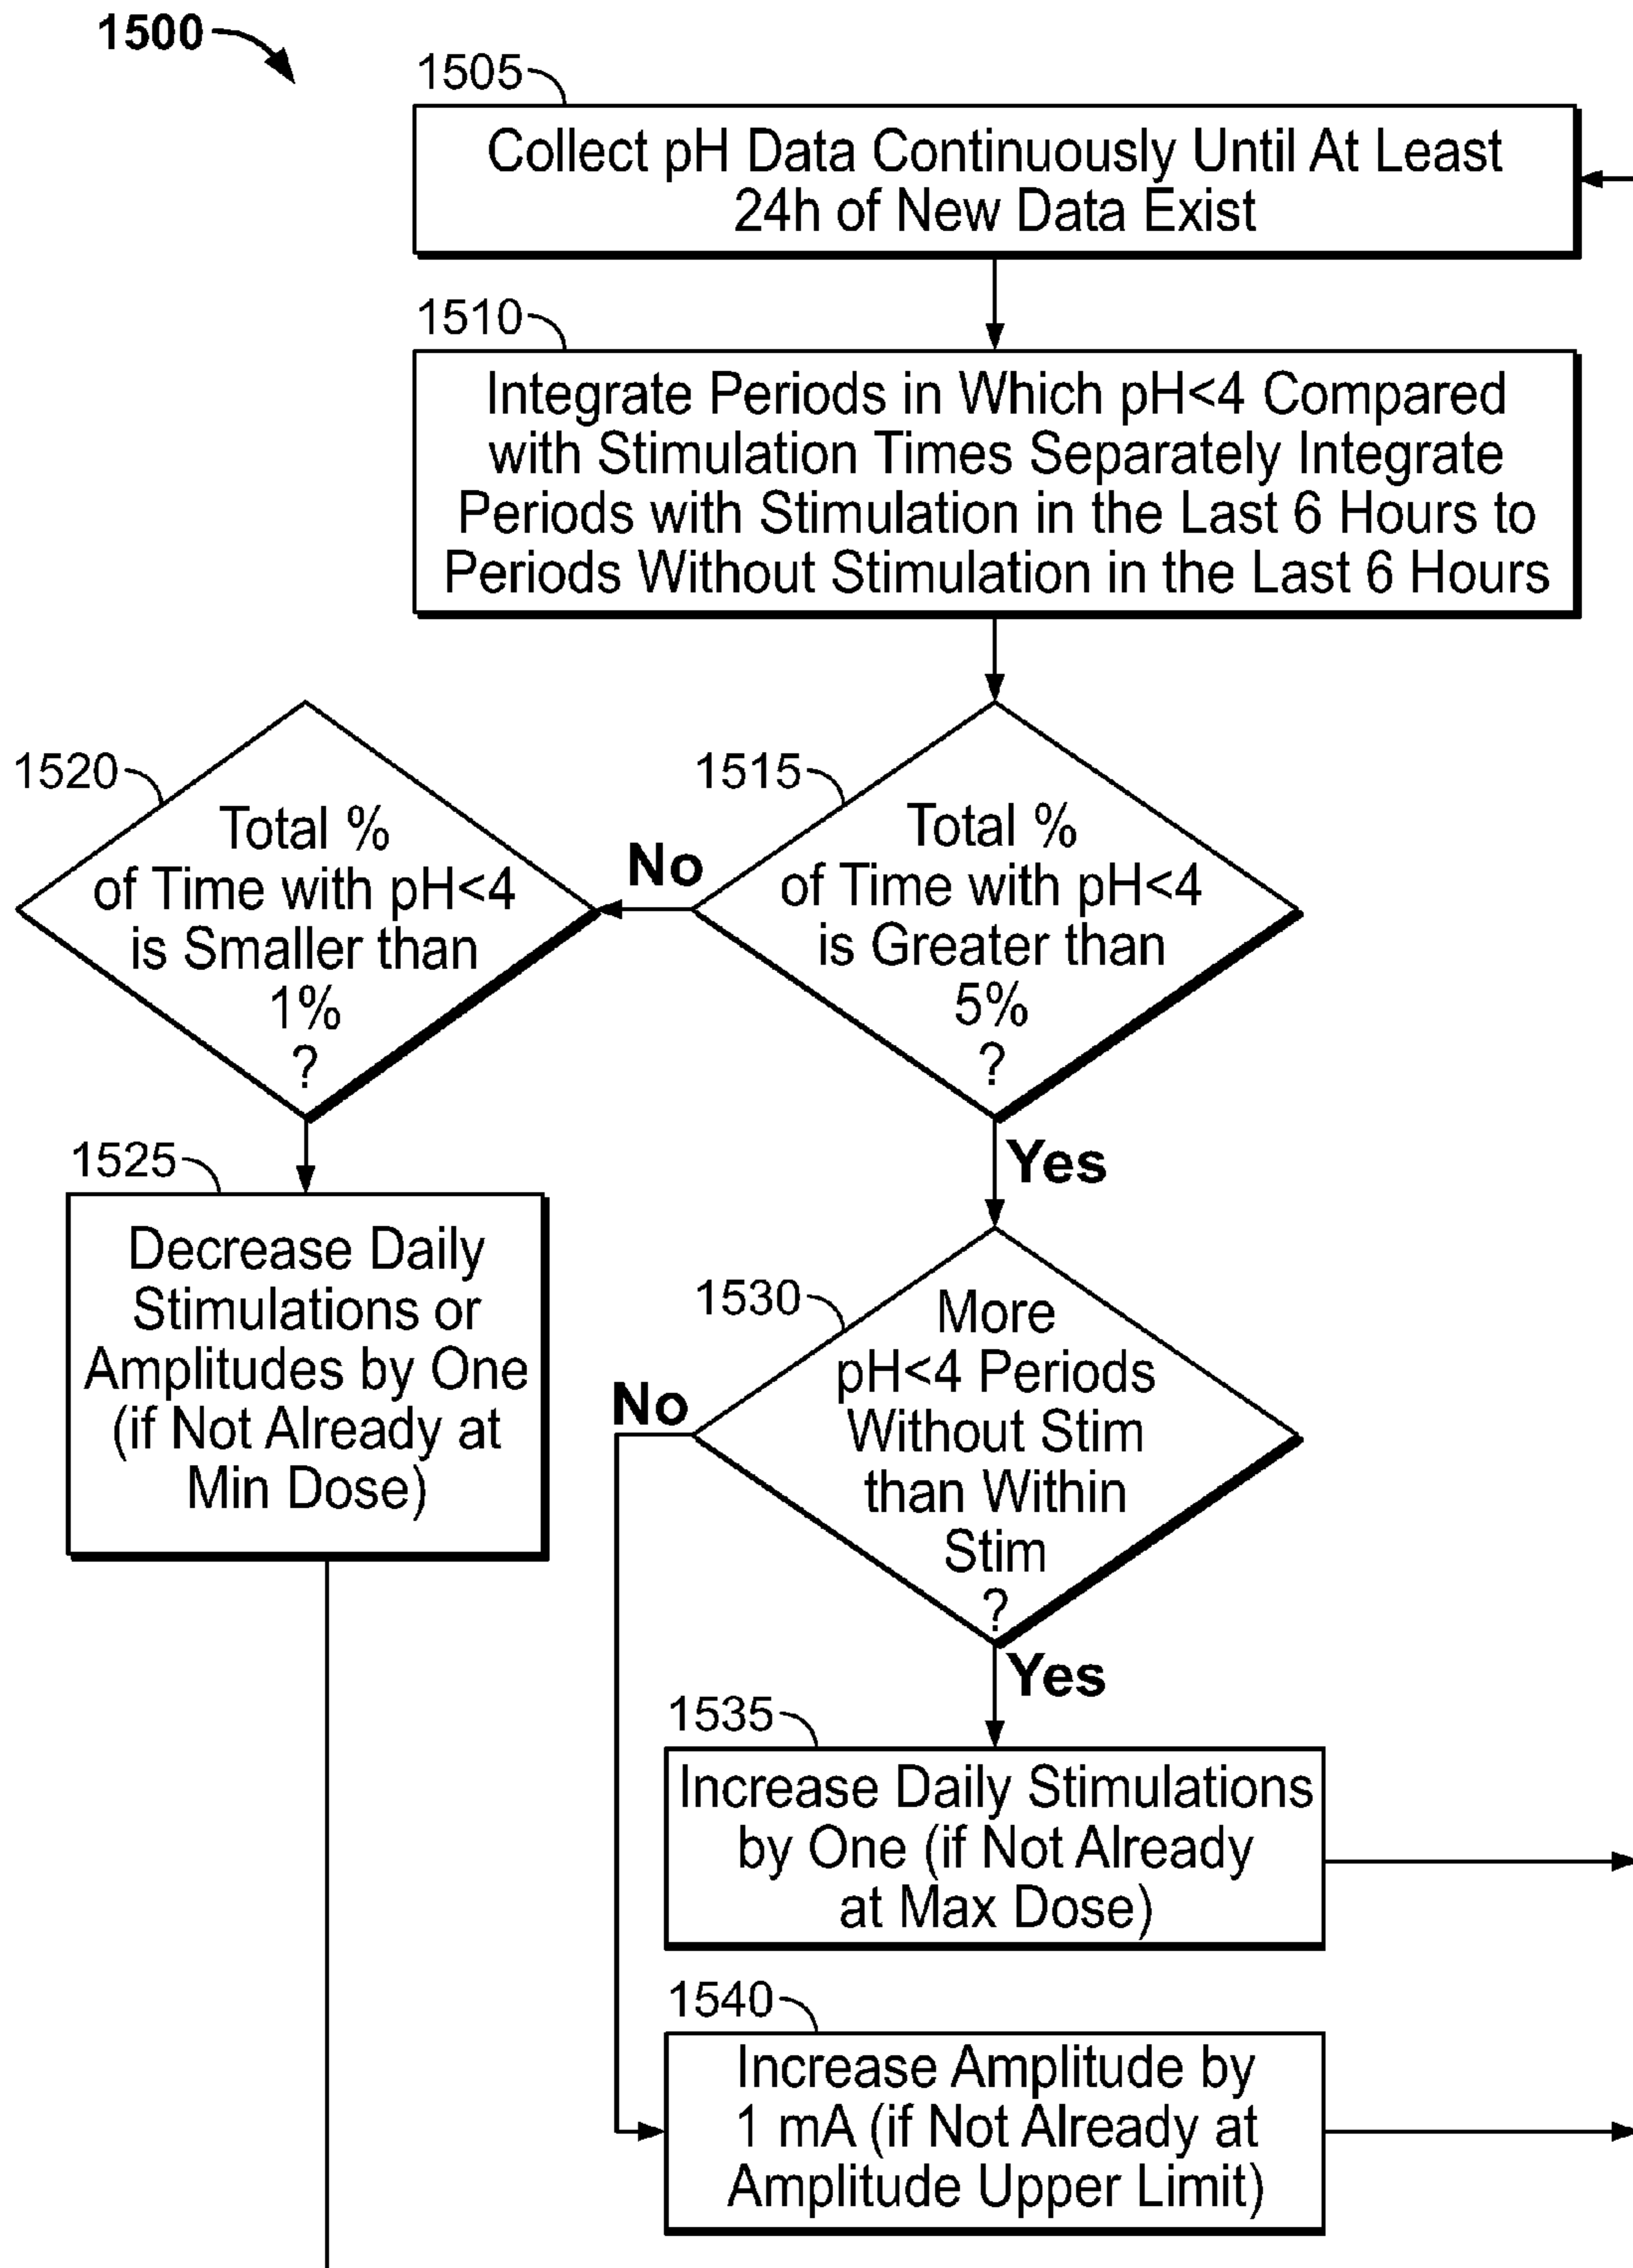 1500
1505
Collect pH Data Continuously Until At Least
24h of New Data Exist
1510
Integrate Periods in Which pH<4 Compared
with Stimulation Times Separately Integrate
Periods with Stimulation in the Last 6 Hours to
Periods Without Stimulation in the Last 6 Hours
1520
Total %
of Time with pH<4
is Smaller than
1%
?
No
1515
Total %
of Time with pH<4
is Greater than
5%
?
Yes
1525
Decrease Daily
Stimulations or
Amplitudes by One
(if Not Already at
Min Dose)
1530
More
pH<4 Periods
Without Stim
than Within
Stim
?
No
Yes
1535
Increase Daily Stimulations
by One (if Not Already
at Max Dose)
1540
Increase Amplitude by
1 mA (if Not Already at
Amplitude Upper Limit)